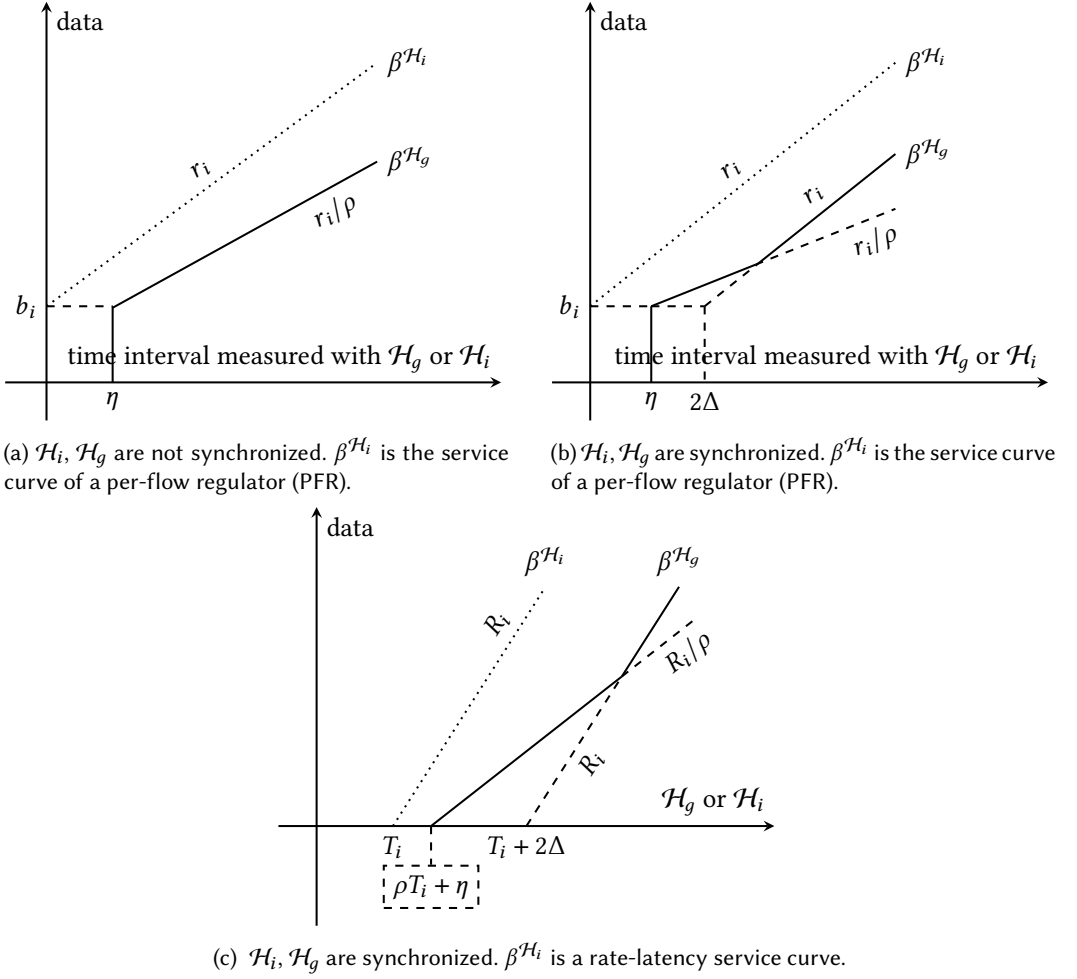 data
β^{ℋ_i}
r_i
β^{ℋ_g}
r_i/ρ
b_i
time interval measured with ℋ_g or ℋ_i
η
(a) ℋ_i, ℋ_g are not synchronized. β^{ℋ_i} is the service
curve of a per-flow regulator (PFR).
data
β^{ℋ_i}
r_i
β^{ℋ_g}
r_i
r_i/ρ
b_i
time interval measured with ℋ_g or ℋ_i
η
2Δ
(b) ℋ_i, ℋ_g are synchronized. β^{ℋ_i} is the service curve
of a per-flow regulator (PFR).
data
β^{ℋ_i}
β^{ℋ_g}
R_i
R_i/ρ
R_i
ℋ_g or ℋ_i
T_i
T_i + 2Δ
ρT_i + η
(c) ℋ_i, ℋ_g are synchronized. β^{ℋ_i} is a rate-latency service curve.